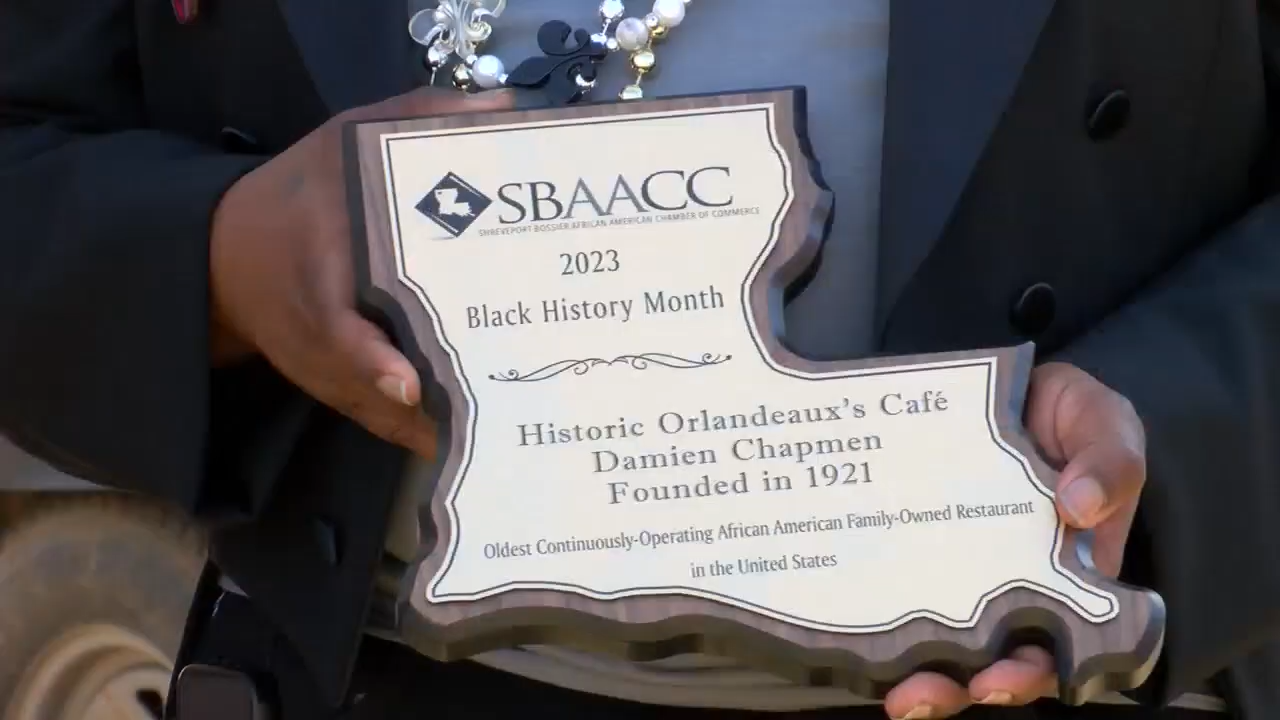 SBAACC
SHREVEPORT BOSSIER AFRICAN AMERICAN CHAMBER OF COMMERCE
2023
Black History Month
Historic Orlandeaux's Café
Damien Chapmen
Founded in 1921
Oldest Continuously-Operating African American Family-Owned Restaurant
in the United States